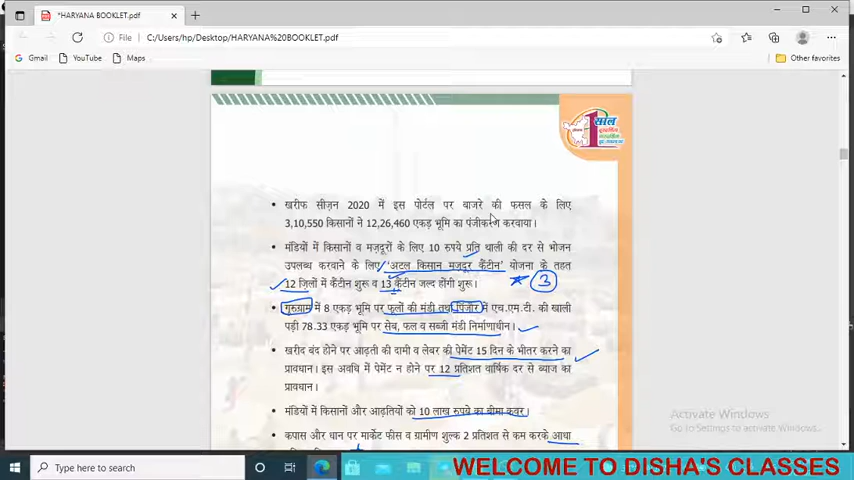 *HARYANA BOOKLET.pdf
File
C:/Users/hp/Desktop/HARYANA%20BOOKLET.pdf
Gmail YouTube Maps
Other favorites
साल
• खरीफ सीज़न 2020 में इस पोर्टल पर बाजरे की फसल के लिए
3,10,550 किसानों ने 12,26,460 एकड़ भूमि का पंजीकरण करवाया।
• मंडियों में किसानों व मज़दूरों के लिए 10 रुपये प्रति थाली की दर से भोजन
उपलब्ध करवाने के लिए 'अटल किसान मजदूर कैंटीन' योजना के तहत
12 ज़िलों में कैंटीन शुरू व 13 कैंटीन जल्द होंगी शुरू। 3
• गुरुग्राम में 8 एकड़ भूमि पर फूलों की मंडी तथा पिंजौर में एच.एम.टी. की खाली
पड़ी 78.33 एकड़ भूमि पर सेब, फल व सब्जी मंडी निर्माणाधीन।
• खरीद बंद होने पर आढ़ती की दामी व लेबर की पेमेंट 15 दिन के भीतर करने का
प्रावधान। इस अवधि में पेमेंट न होने पर 12 प्रतिशत वार्षिक दर से ब्याज का
प्रावधान।
• मंडियों में किसानों और आढ़तियों को 10 लाख रुपये का बीमा कवर।
• कपास और धान पर मार्केट फीस व ग्रामीण शुल्क 2 प्रतिशत से कम करके आधा
Activate Windows
Go to Settings to activate Windows.
Type here to search
WELCOME TO DISHA'S CLASSES